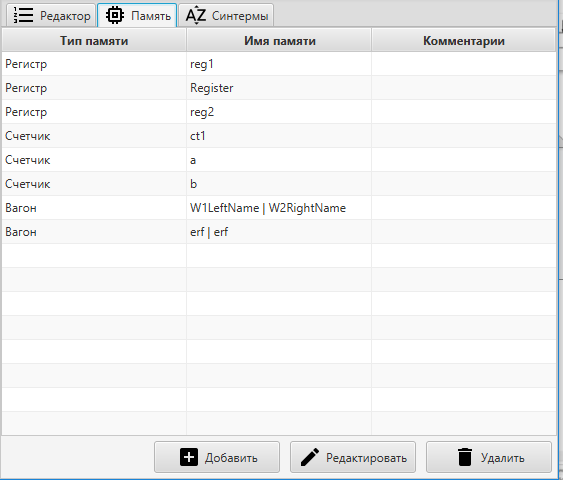 Редактор Память Синтермы
Тип памяти Имя памяти Комментарии
Регистр reg1
Регистр Register
Регистр reg2
Счетчик ct1
Счетчик a
Счетчик b
Вагон W1LeftName | W2RightName
Вагон erf | erf
Добавить Редактировать Удалить